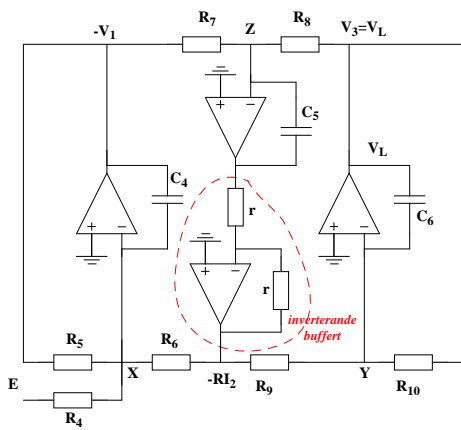 R7 Z R8
-V1 V3=VL
C5
C4 VL
+ -
+ - + -
r C6
+ -
r
inverterande
buffert
R5 R6
E X -RI2 R9 Y R10
R4